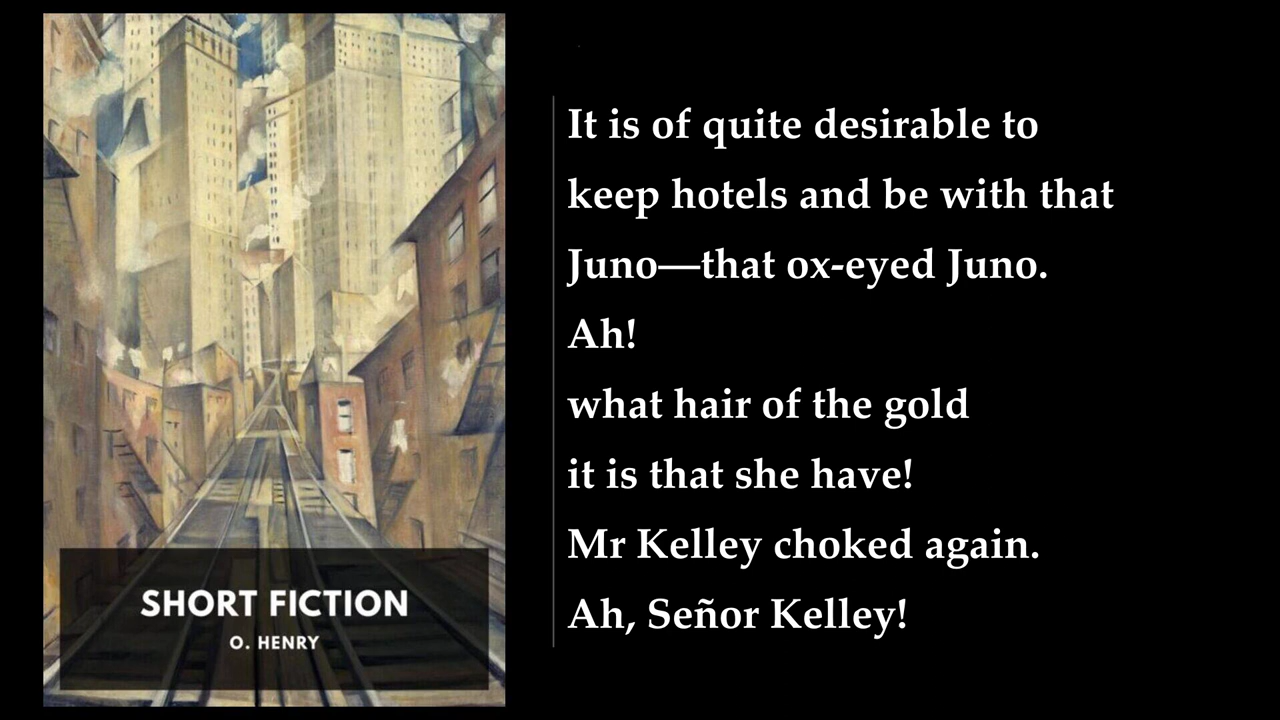 SHORT FICTION
O. HENRY
It is of quite desirable to
keep hotels and be with that
Juno—that ox-eyed Juno.
Ah!
what hair of the gold
it is that she have!
Mr Kelley choked again.
Ah, Señor Kelley!